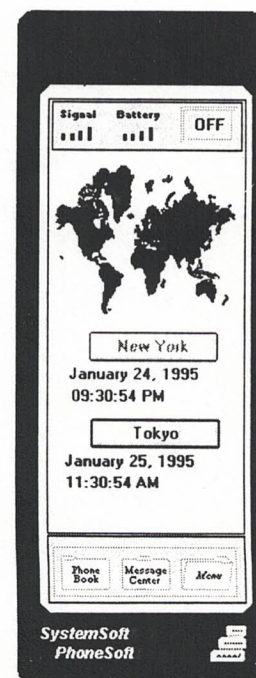 Signal Battery OFF
New York
January 24, 1995
09:30:54 PM
Tokyo
January 25, 1995
11:30:54 AM
Phone Book
Message Center
Menu
SystemSoft
PhoneSoft